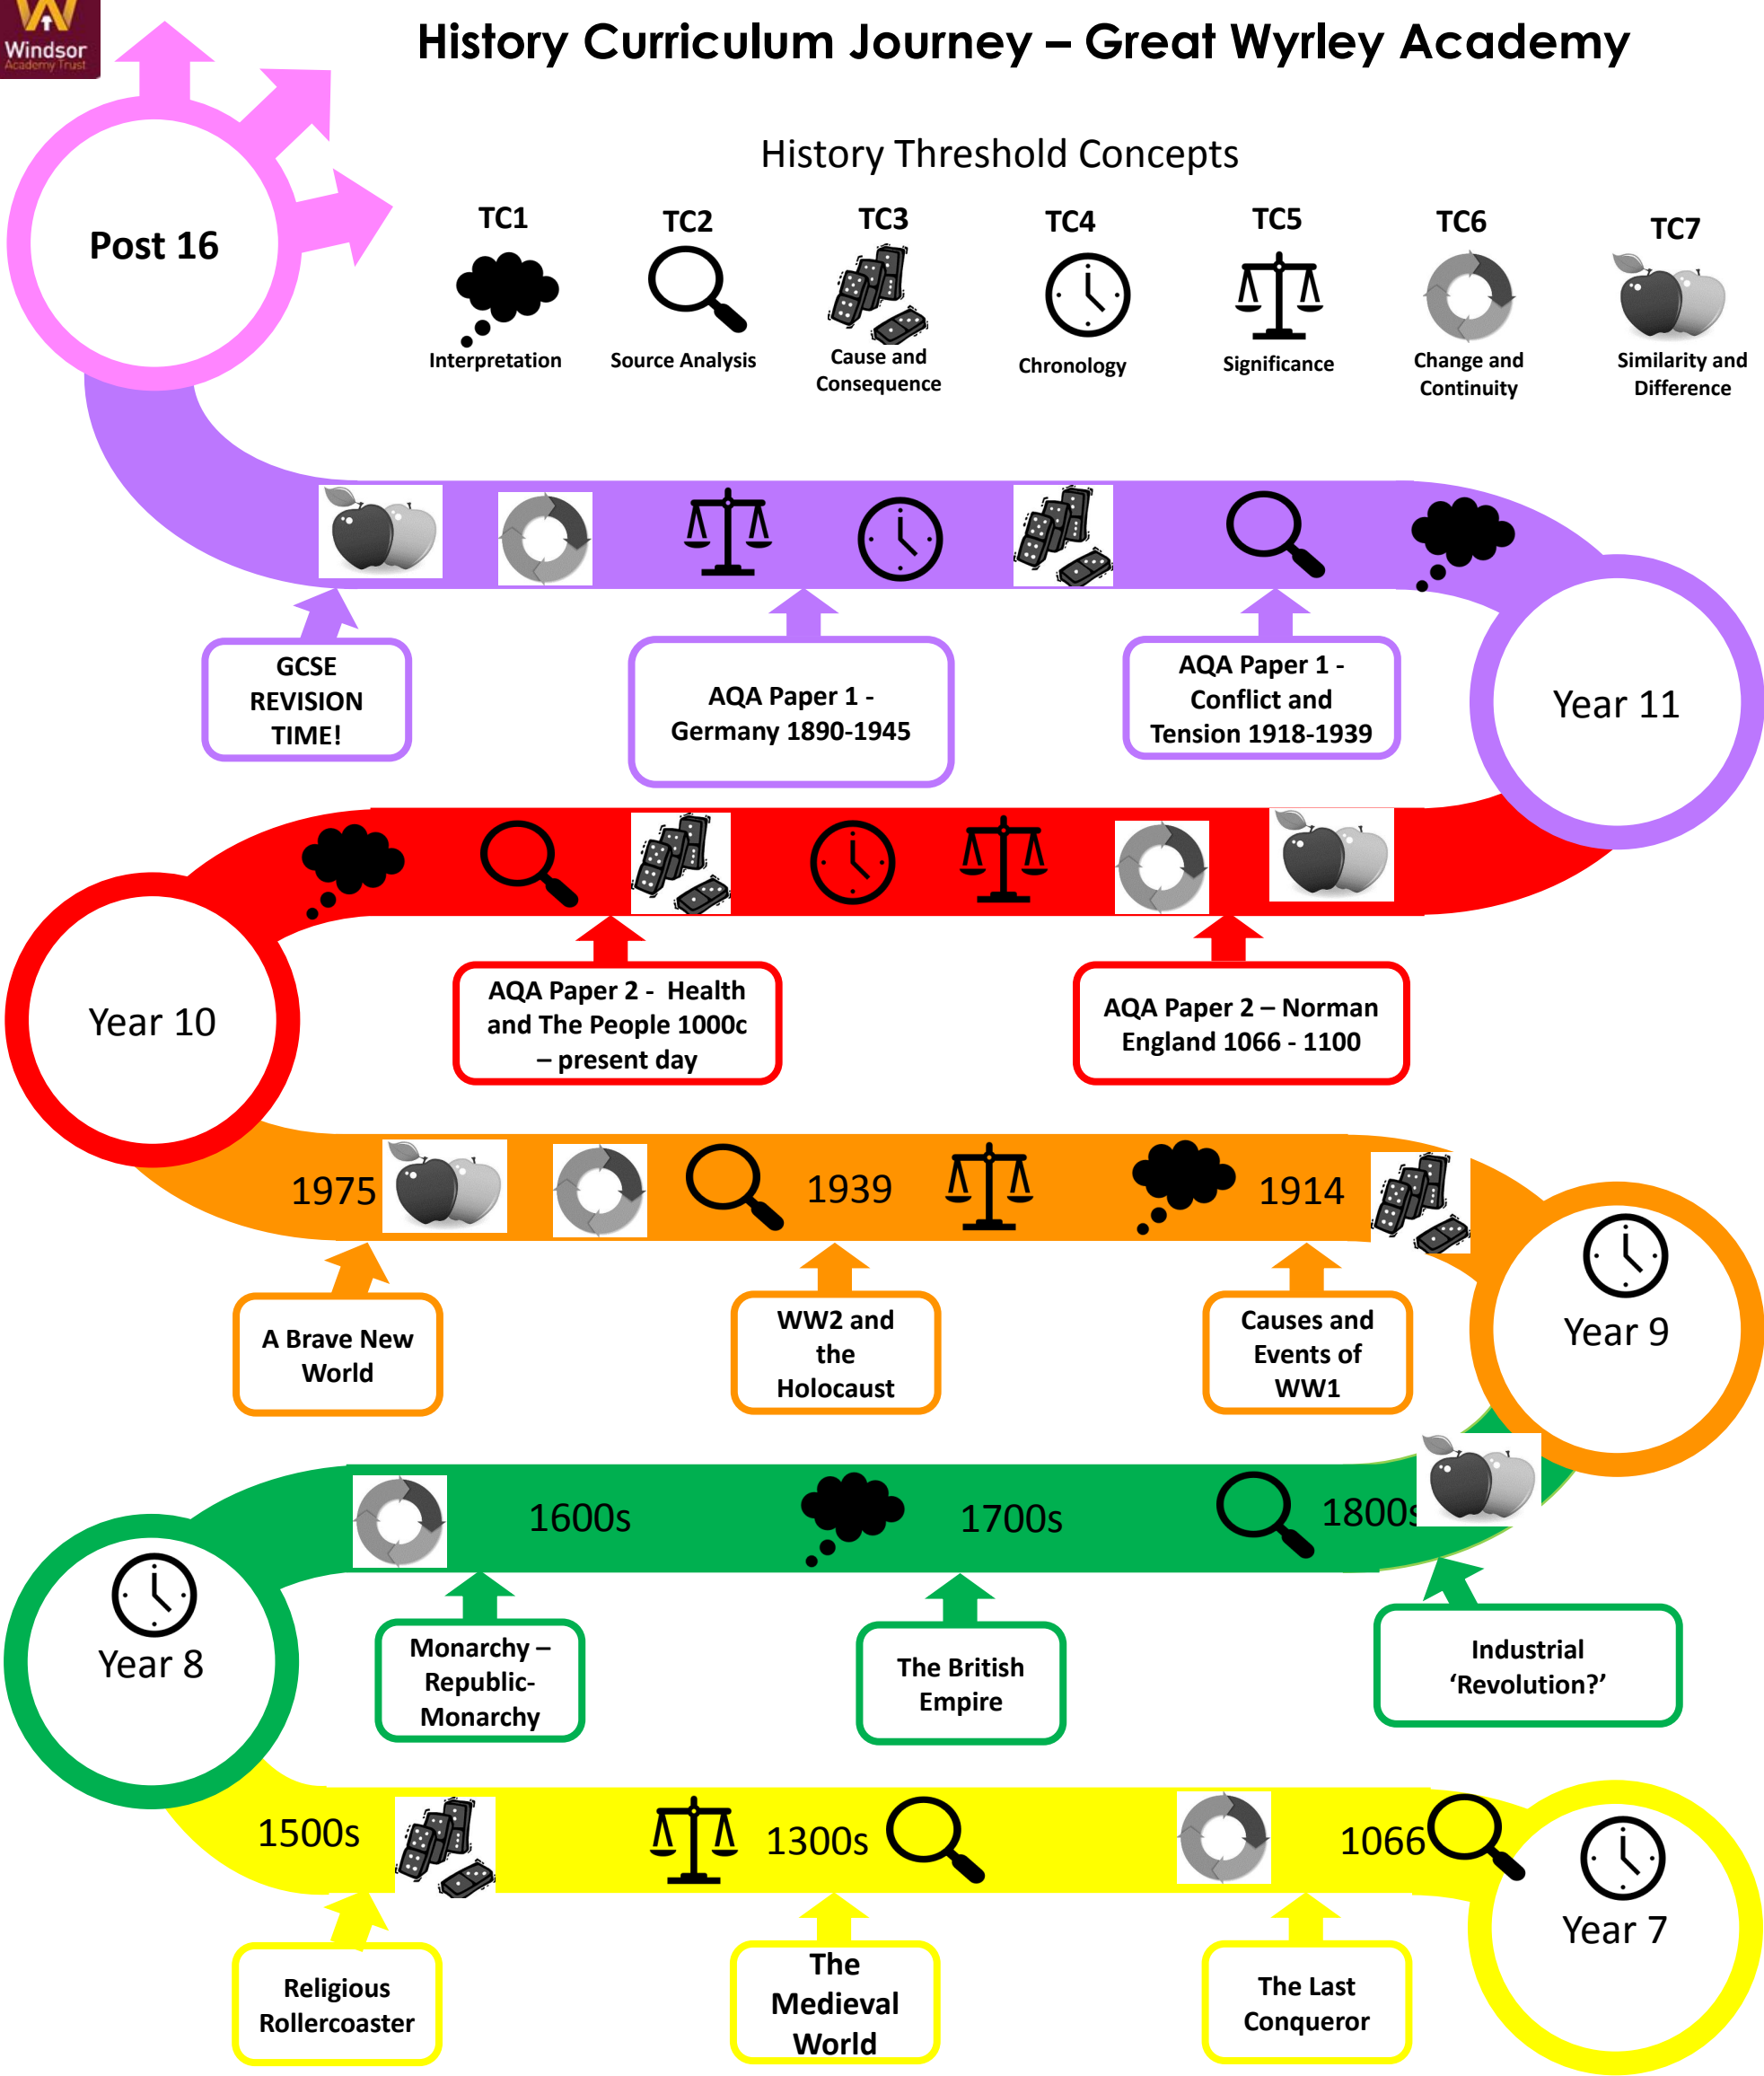 Windsor
Academy Trust
History Curriculum Journey – Great Wyrley Academy
History Threshold Concepts
Post 16
TC1
TC2
TC3
TC4
TC5
TC6
TC7
Interpretation
Source Analysis
Cause and
Consequence
Chronology
Significance
Change and
Continuity
Similarity and
Difference
GCSE
REVISION
TIME!
AQA Paper 1 -
Germany 1890-1945
AQA Paper 1 -
Conflict and
Tension 1918-1939
Year 11
Year 10
AQA Paper 2 - Health
and The People 1000c
– present day
AQA Paper 2 – Norman
England 1066 - 1100
1975
1939
1914
A Brave New
World
WW2 and
the
Holocaust
Causes and
Events of
WW1
Year 9
1600s
1700s
1800s
Year 8
Monarchy –
Republic-
Monarchy
The British
Empire
Industrial
‘Revolution?’
1500s
1300s
1066
Year 7
Religious
Rollercoaster
The
Medieval
World
The Last
Conqueror